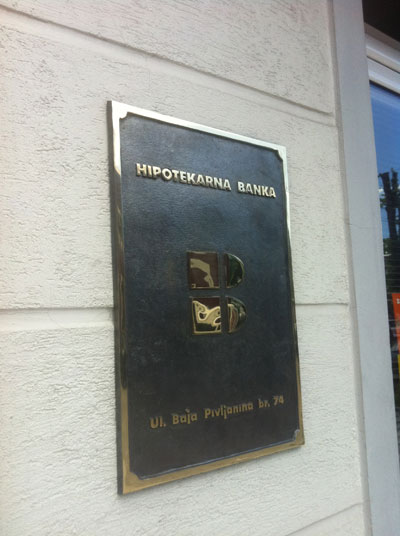 HIPOTEKARNA BANKA
Ul. Baja Pivljanina br. 74